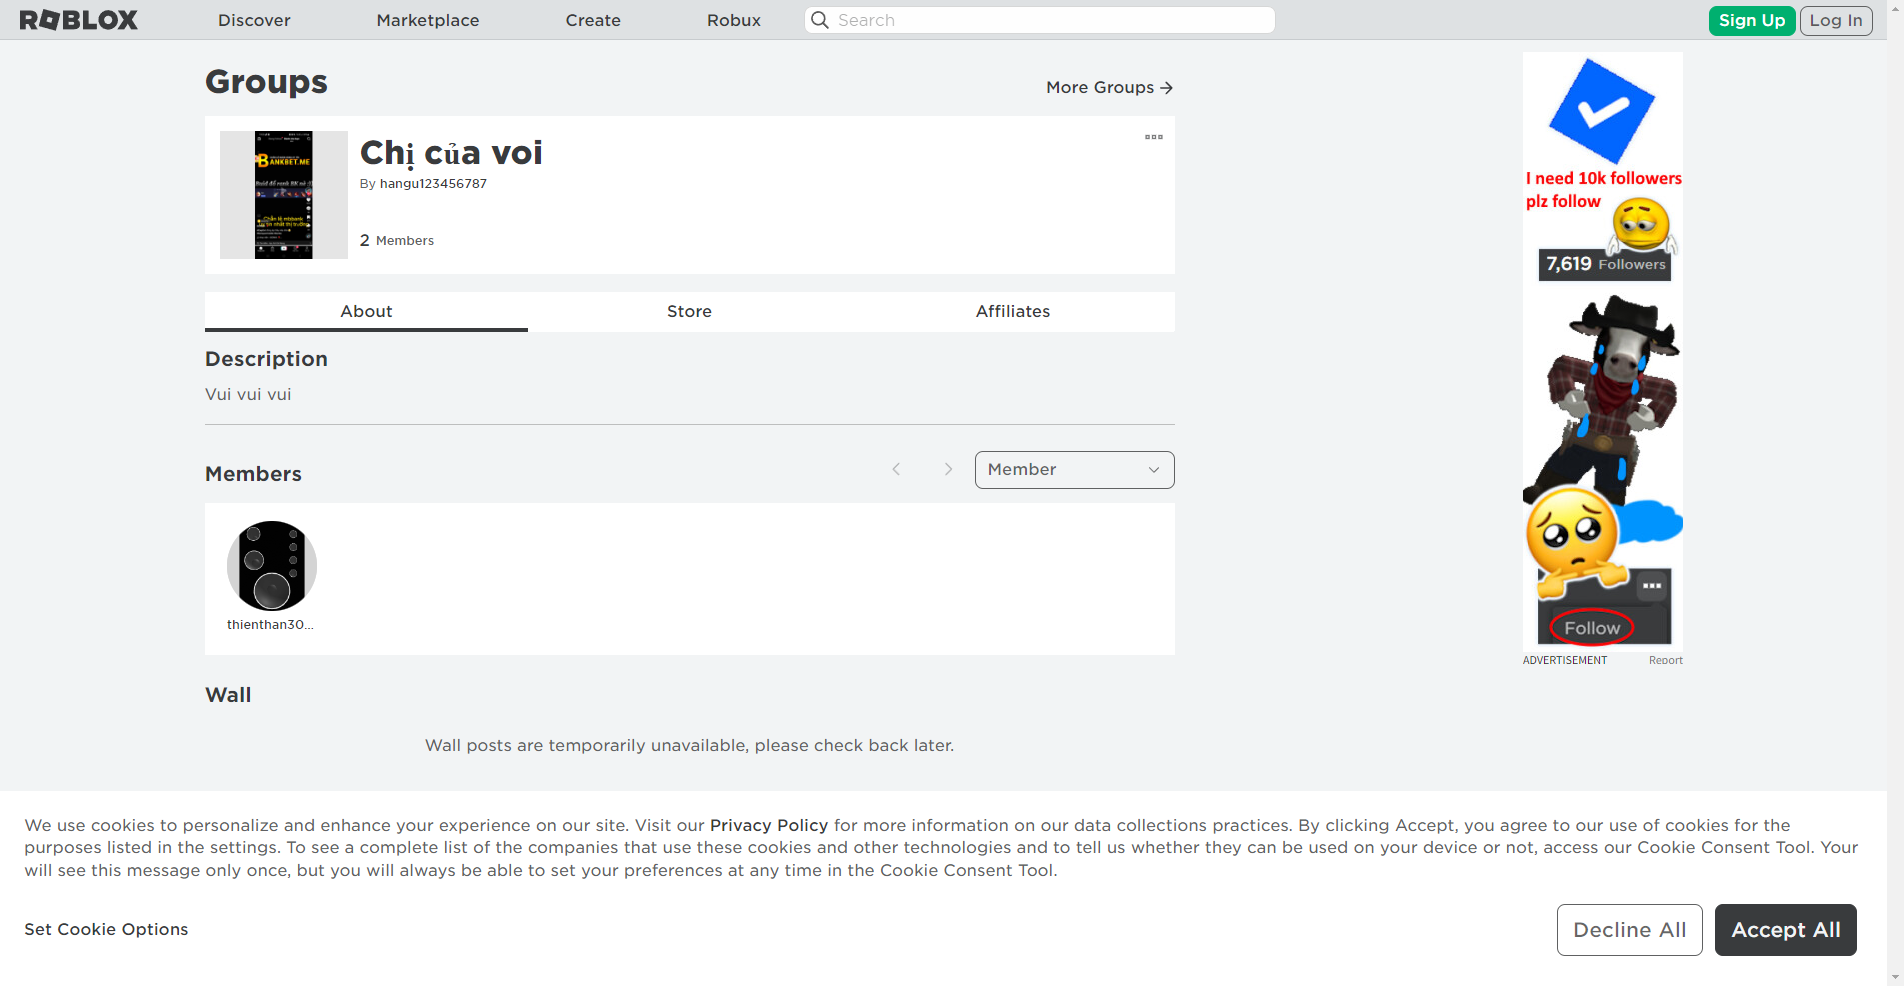 ROBLOX
Discover
Marketplace
Create
Robux
Search
Sign Up
Log In
Groups
More Groups
BANKBET.ME
Chị của voi
By hangu123456787
2 Members
About
Store
Affiliates
Description
Vui vui vui
Members
Member
thienthan30...
Wall
Wall posts are temporarily unavailable, please check back later.
I need 10k followers
plz follow
7,619 Followers
Follow
ADVERTISEMENT
Report
We use cookies to personalize and enhance your experience on our site. Visit our Privacy Policy for more information on our data collections practices. By clicking Accept, you agree to our use of cookies for the
purposes listed in the settings. To see a complete list of the companies that use these cookies and other technologies and to tell us whether they can be used on your device or not, access our Cookie Consent Tool. Your
will see this message only once, but you will always be able to set your preferences at any time in the Cookie Consent Tool.
Set Cookie Options
Decline All
Accept All